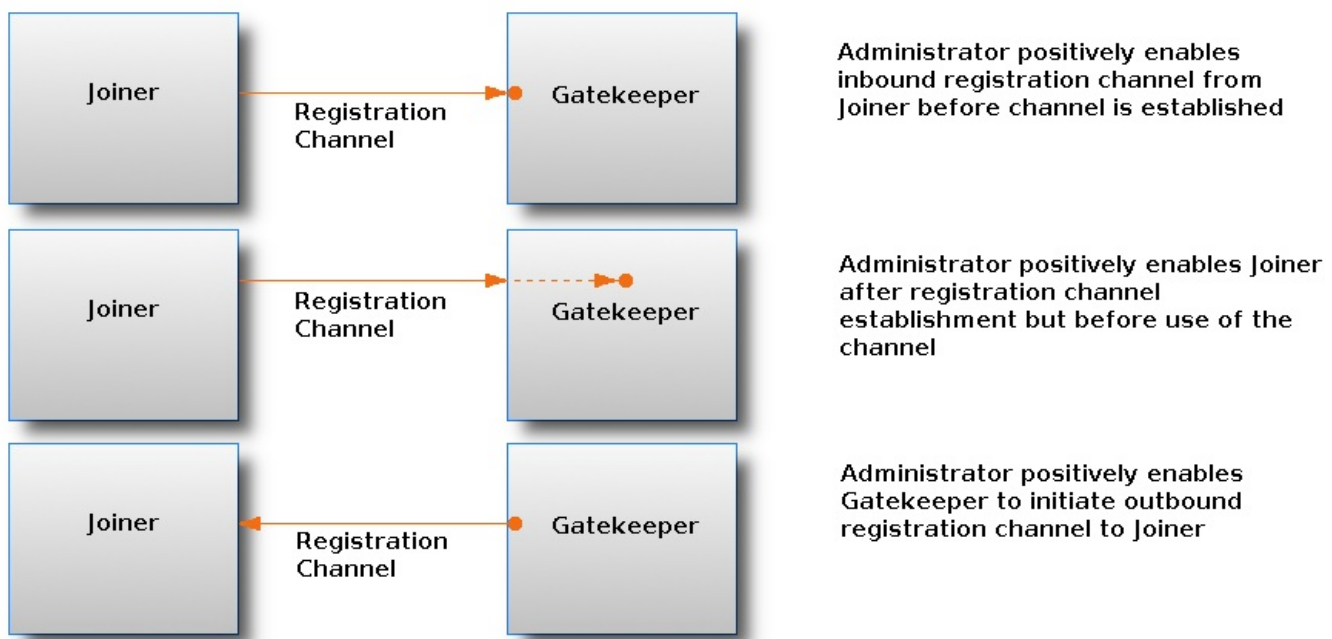 Joiner
Registration
Channel
Gatekeeper
Administrator positively enables
inbound registration channel from
Joiner before channel is established
Joiner
Registration
Channel
Gatekeeper
Administrator positively enables Joiner
after registration channel
establishment but before use of the
channel
Joiner
Registration
Channel
Gatekeeper
Administrator positively enables
Gatekeeper to initiate outbound
registration channel to Joiner